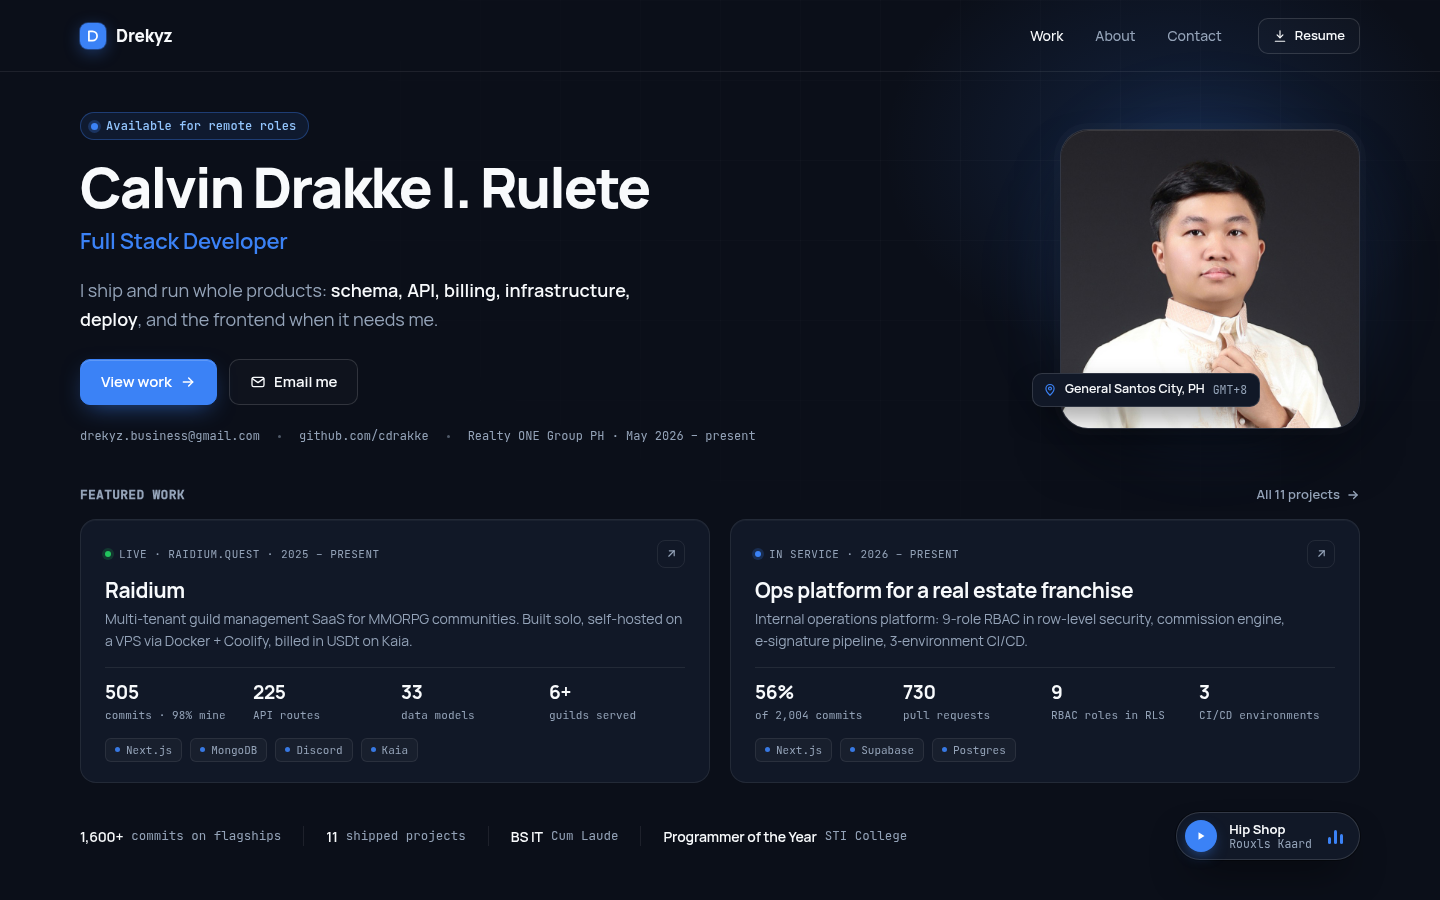 D Drekyz
Work About Contact Resume
Available for remote roles
Calvin Drakke I. Rulete
Full Stack Developer
I ship and run whole products: schema, API, billing, infrastructure,
deploy, and the frontend when it needs me.
View work → Email me
General Santos City, PH GMT+8
drekyz.business@gmail.com • github.com/cdrakke • Realty ONE Group PH · May 2026 – present
FEATURED WORK
All 11 projects →
LIVE · RAIDIUM.QUEST · 2025 – PRESENT
Raidium
Multi-tenant guild management SaaS for MMORPG communities. Built solo, self-hosted on
a VPS via Docker + Coolify, billed in USDt on Kaia.
505 225 33 6+
commits · 98% mine API routes data models guilds served
Next.js MongoDB Discord Kaia
IN SERVICE · 2026 – PRESENT
Ops platform for a real estate franchise
Internal operations platform: 9-role RBAC in row-level security, commission engine,
e-signature pipeline, 3-environment CI/CD.
56% 730 9 3
of 2,004 commits pull requests RBAC roles in RLS CI/CD environments
Next.js Supabase Postgres
1,600+ commits on flagships 11 shipped projects BS IT Cum Laude Programmer of the Year STI College
Hip Shop
Rouxls Kaard